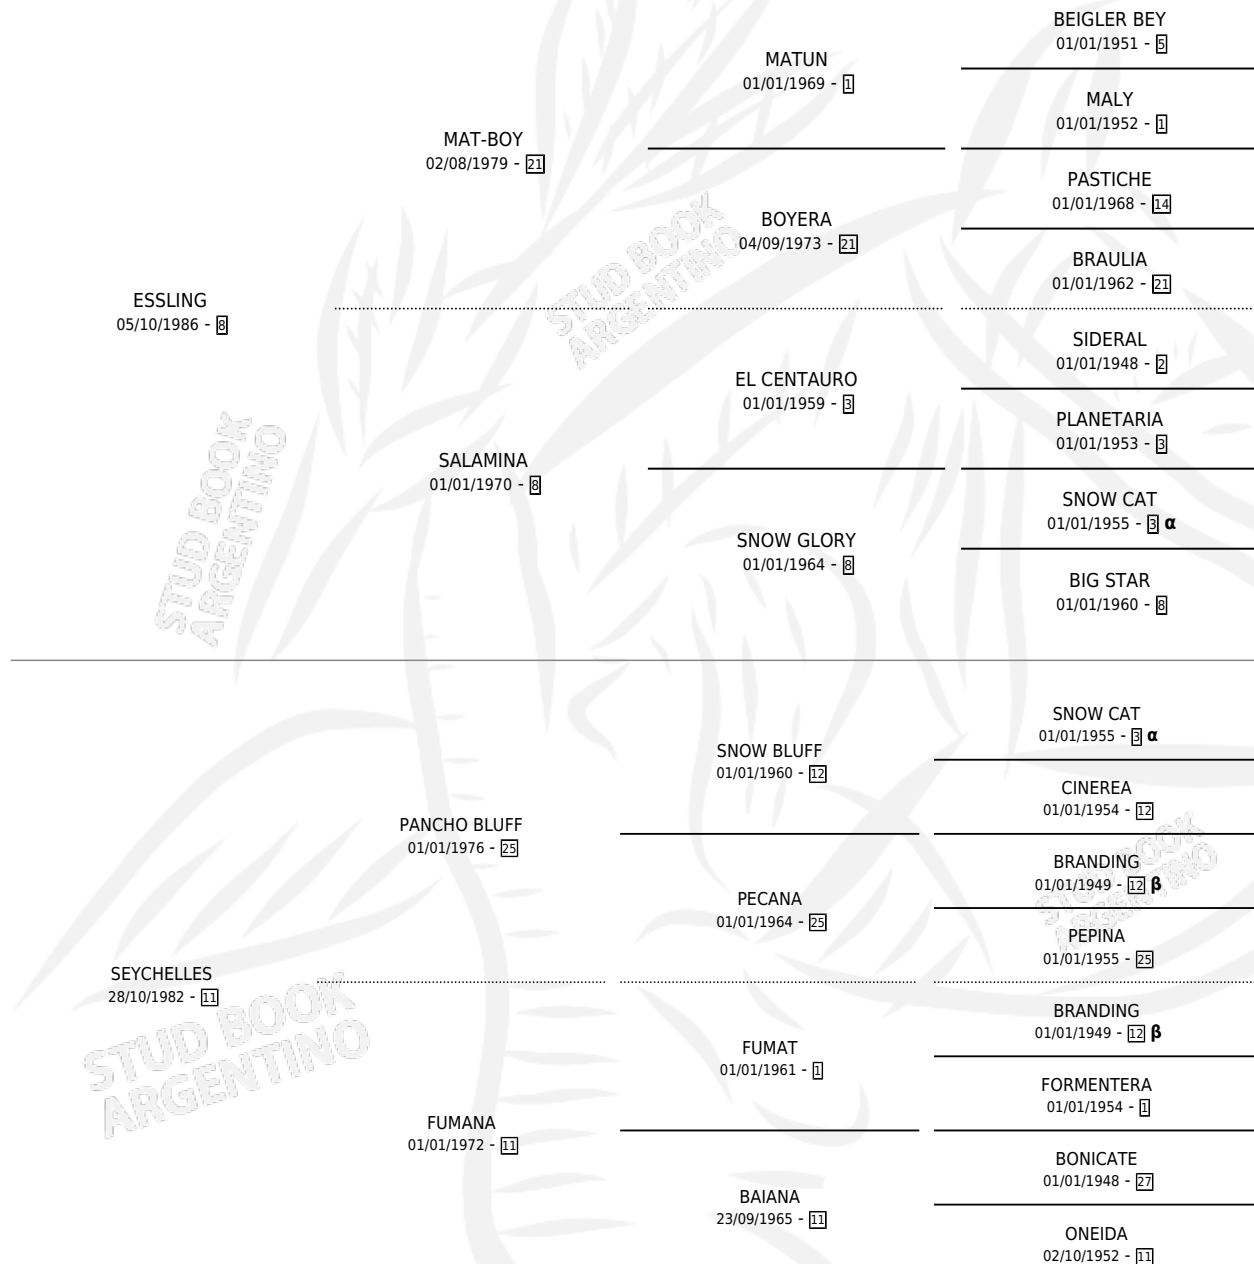 BEIGLER BEY
01/01/1951 - 5
MATUN
01/01/1969 - 1
MALY
01/01/1952 - 1
MAT-BOY
02/08/1979 - 21
PASTICHE
01/01/1968 - 14
BOYERA
04/09/1973 - 21
BRAULIA
01/01/1962 - 21
ESSLING
05/10/1986 - 8
STUD BOOK
ARGENTINO
SIDERAL
01/01/1948 - 2
EL CENTAURO
01/01/1959 - 3
PLANETARIA
01/01/1953 - 3
SALAMINA
01/01/1970 - 8
SNOW CAT
01/01/1955 - 3 α
SNOW GLORY
01/01/1964 - 8
BIG STAR
01/01/1960 - 8
STUD BOOK
ARGENTINO
SNOW CAT
01/01/1955 - 3 α
SNOW BLUFF
01/01/1960 - 12
CINEREA
01/01/1954 - 12
PANCHO BLUFF
01/01/1976 - 25
BRANDING
01/01/1949 - 12 β
PECANA
01/01/1964 - 25
PEPINA
01/01/1955 - 25
STUD BOOK
ARGENTINO
SEYCHELLES
28/10/1982 - 11
STUD BOOK
ARGENTINO
BRANDING
01/01/1949 - 12 β
FUMAT
01/01/1961 - 1
FORMENTERA
01/01/1954 - 1
FUMANA
01/01/1972 - 11
BONICATE
01/01/1948 - 27
BAIANA
23/09/1965 - 11
ONEIDA
02/10/1952 - 11